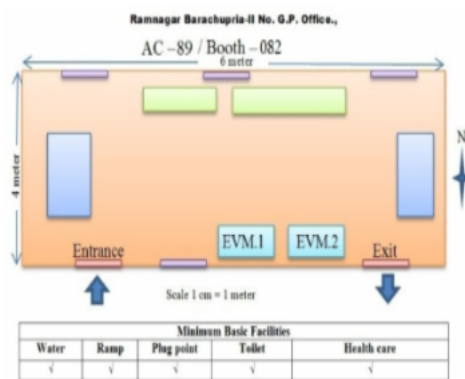 Ramnagar Barachupria-II No. G.P. Office.,
AC -89 / Booth -082
6 meter
4 meter
N
EVM.1 EVM.2
Entrance Exit
Scale 1 cm = 1 meter
Minimum Basic Facilities
Water Ramp Plug point Toilet Health care
√ √ √ √ √